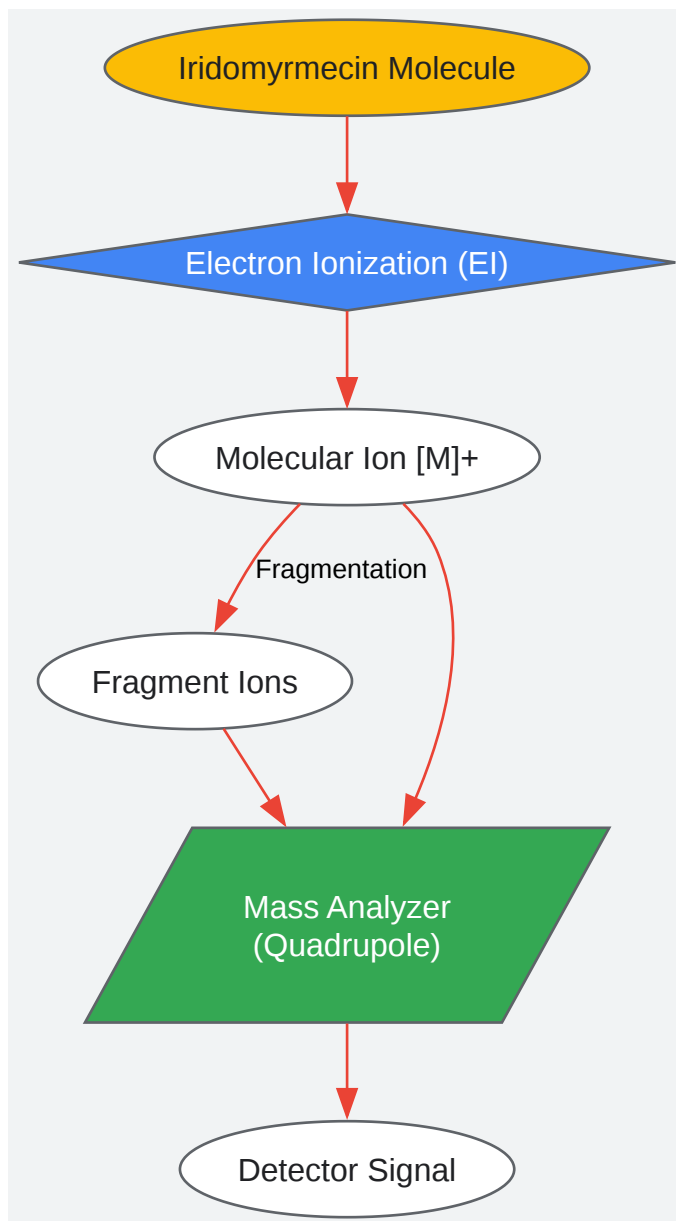 Iridomyrmecin Molecule
Electron Ionization (EI)
Molecular Ion [M]+
Fragmentation
Fragment Ions
Mass Analyzer
(Quadrupole)
Detector Signal